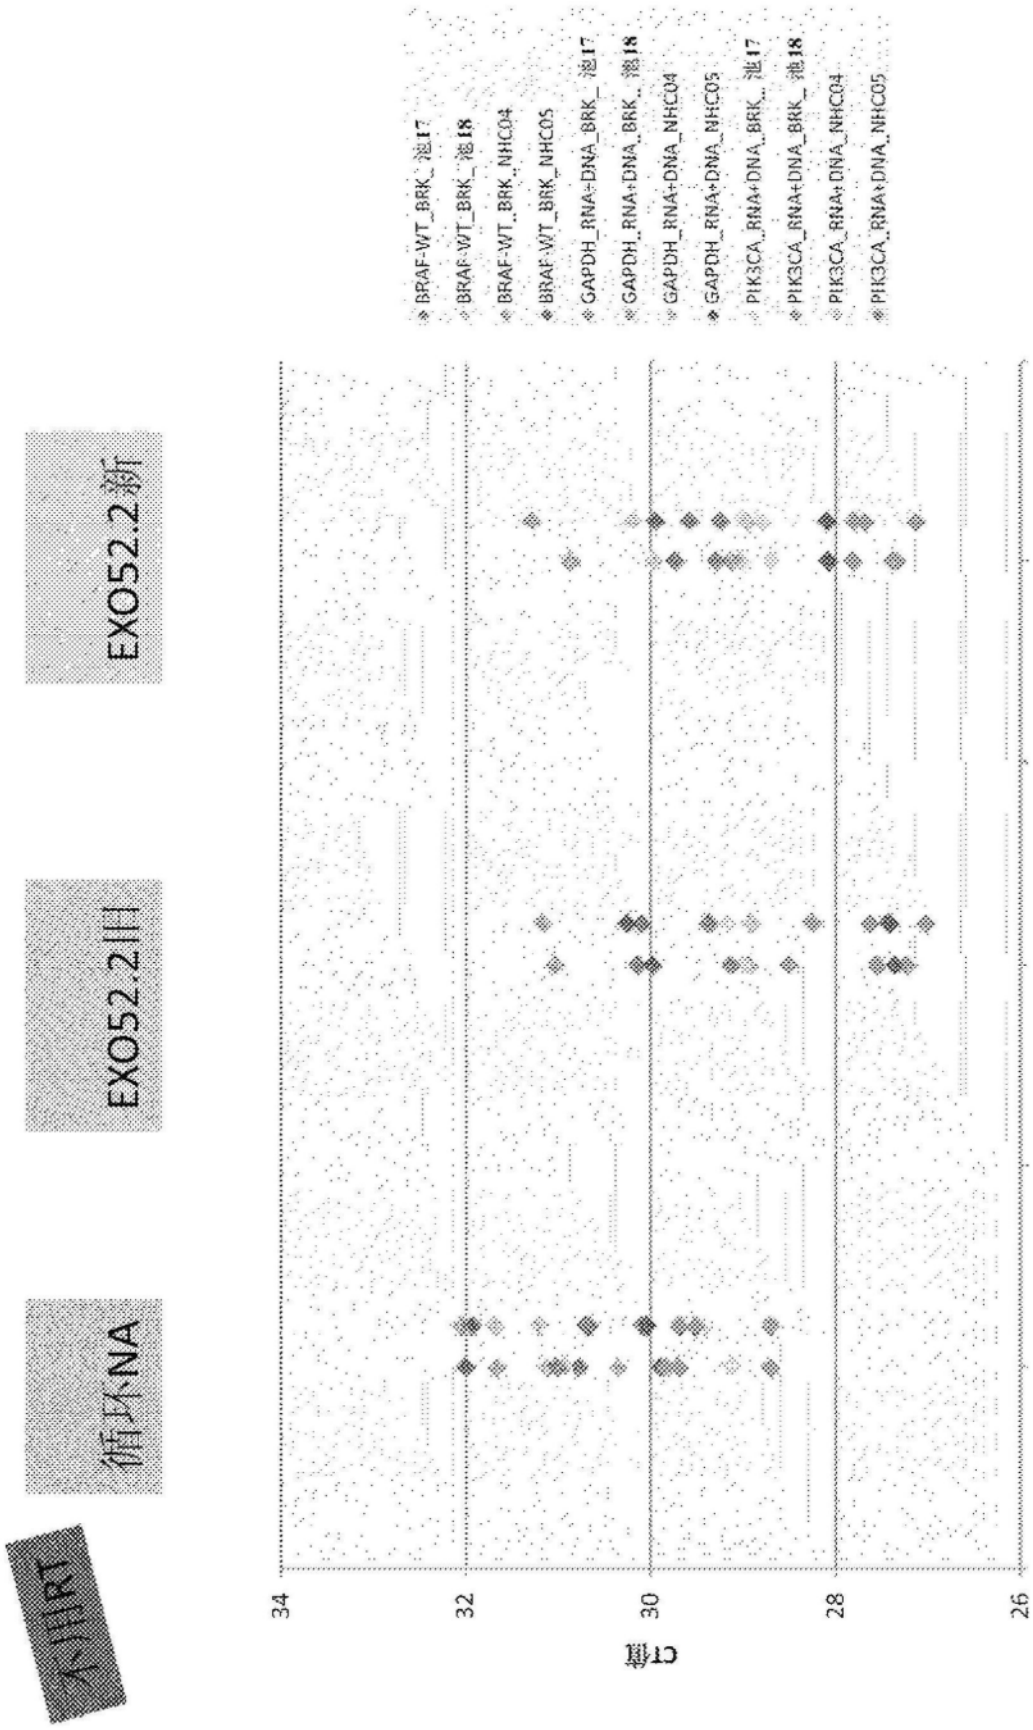 不用RT
循环NA
EXO52.2旧
EXO52.2新
CT值
34
32
30
28
26
BRAF-WT_BRK_池17
BRAF-WT_BRK_池18
BRAF-WT_BRK_NHC04
BRAF-WT_BRK_NHC05
GAPDH_RNA+DNA_BRK_池17
GAPDH_RNA+DNA_BRK_池18
GAPDH_RNA+DNA_NHC04
GAPDH_RNA+DNA_NHC05
PIK3CA_RNA+DNA_BRK_池17
PIK3CA_RNA+DNA_BRK_池18
PIK3CA_RNA+DNA_NHC04
PIK3CA_RNA+DNA_NHC05